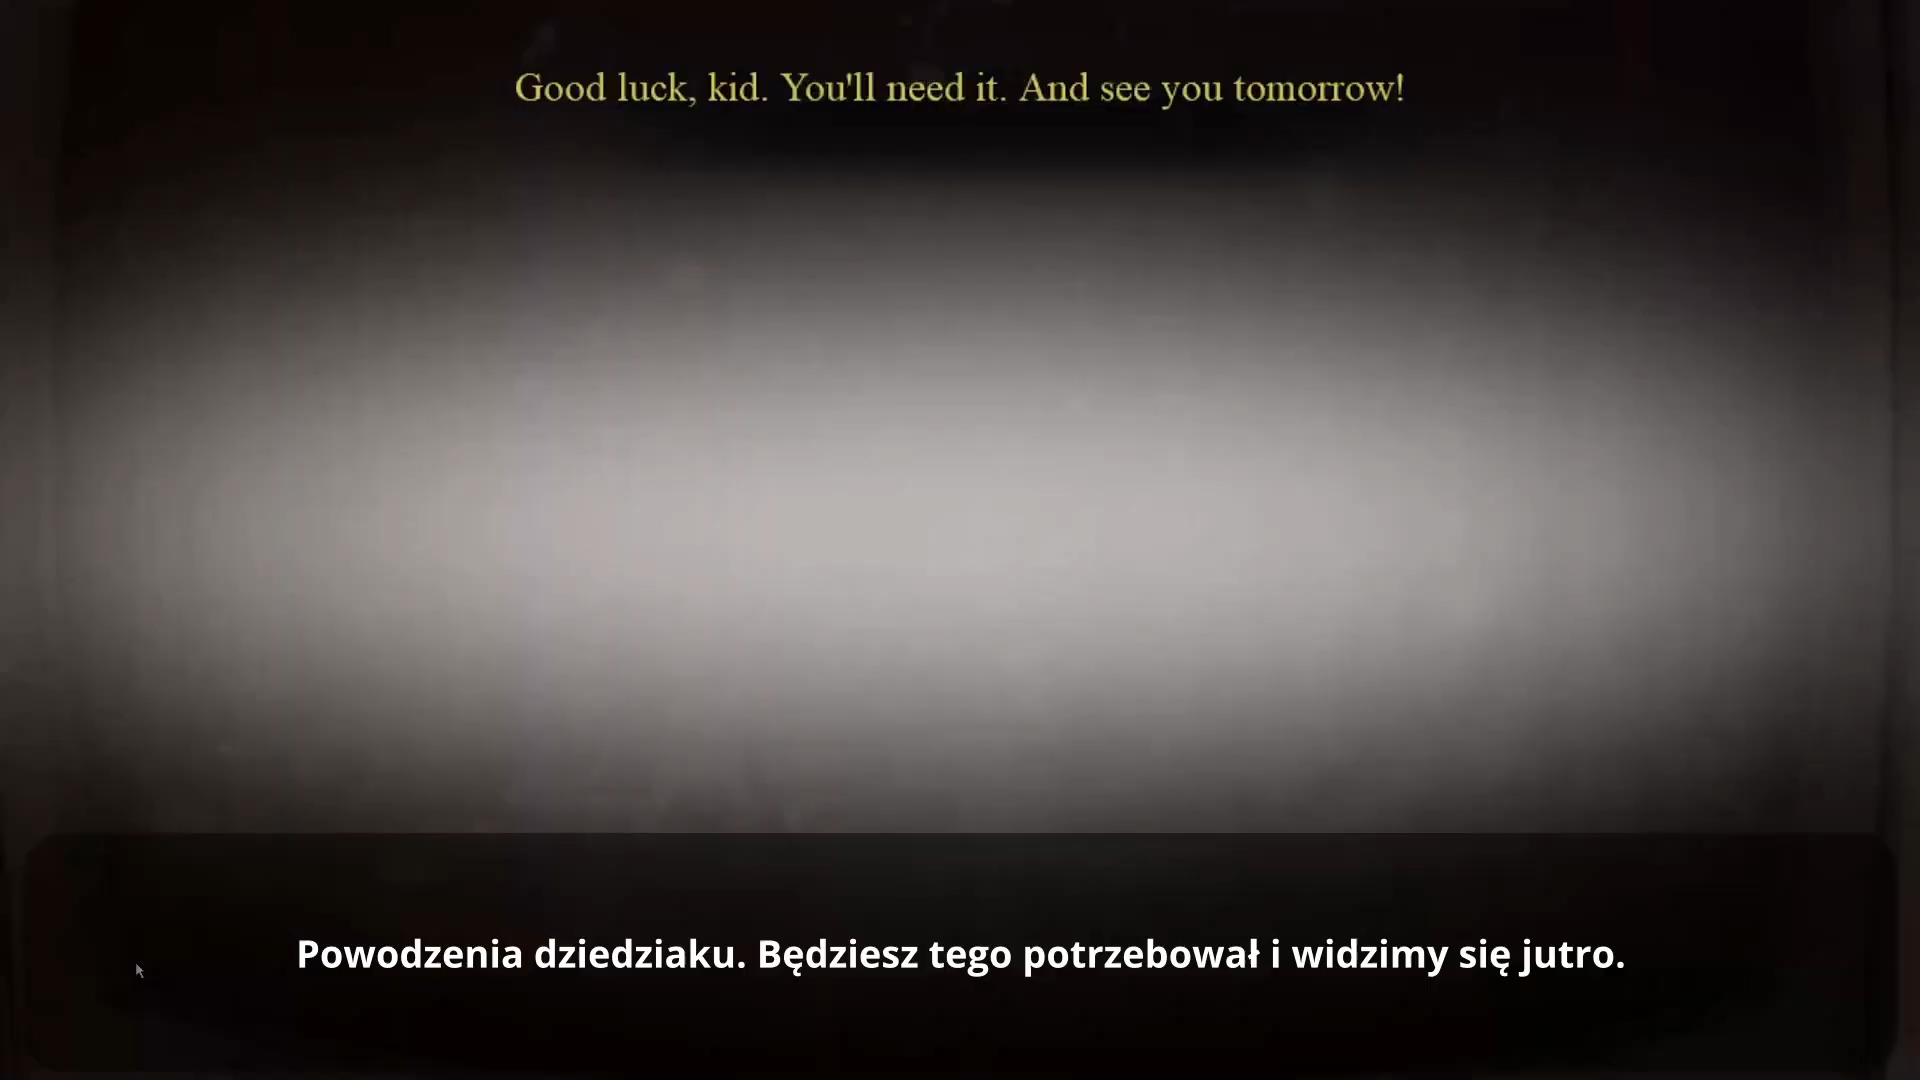 Good luck, kid. You'll need it. And see you tomorrow!
Powodzenia dziedziaku. Będziesz tego potrzebował i widzimy się jutro.